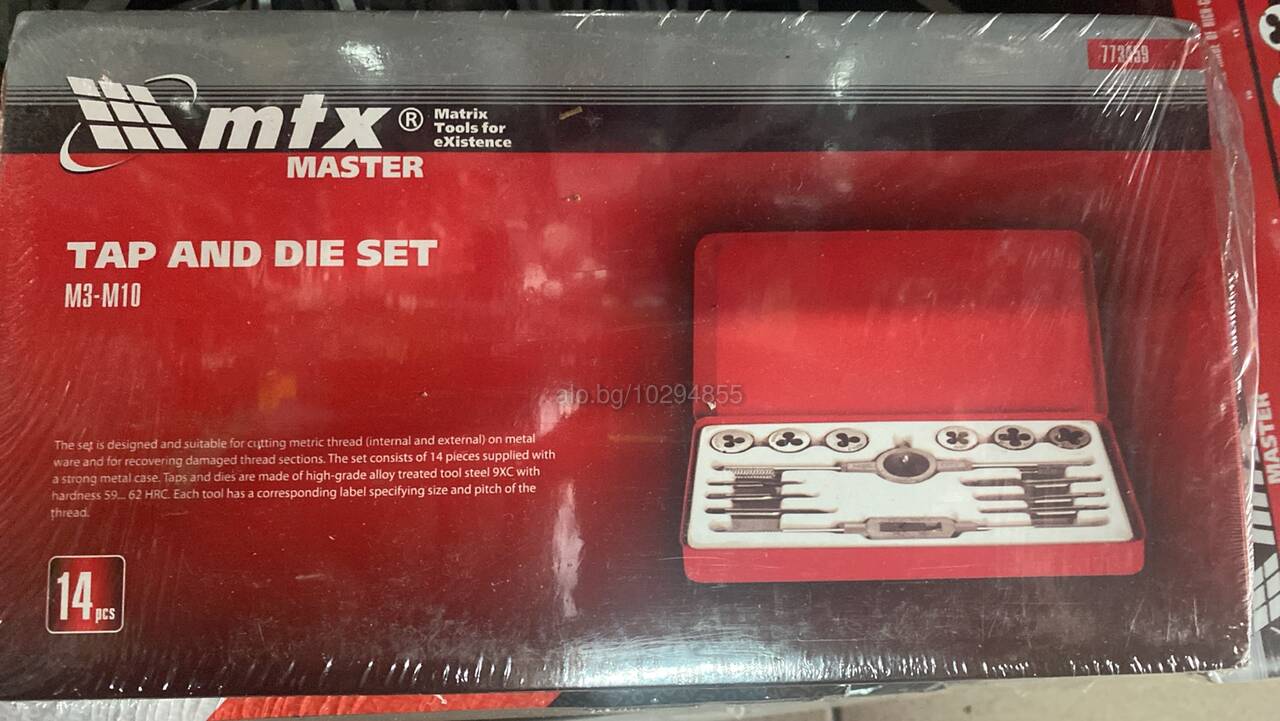 mtx® Matrix
Tools for
eXistence
MASTER
TAP AND DIE SET
M3-M10
alo.bg/10294855
The set is designed and suitable for cutting metric thread (internal and external) on metal
ware and for recovering damaged thread sections. The set consists of 14 pieces supplied with
a strong metal case. Taps and dies are made of high-grade alloy treated tool steel 9XC with
hardness 59... 62 HRC. Each tool has a corresponding label specifying size and pitch of the
thread.
14 pcs
MASTER